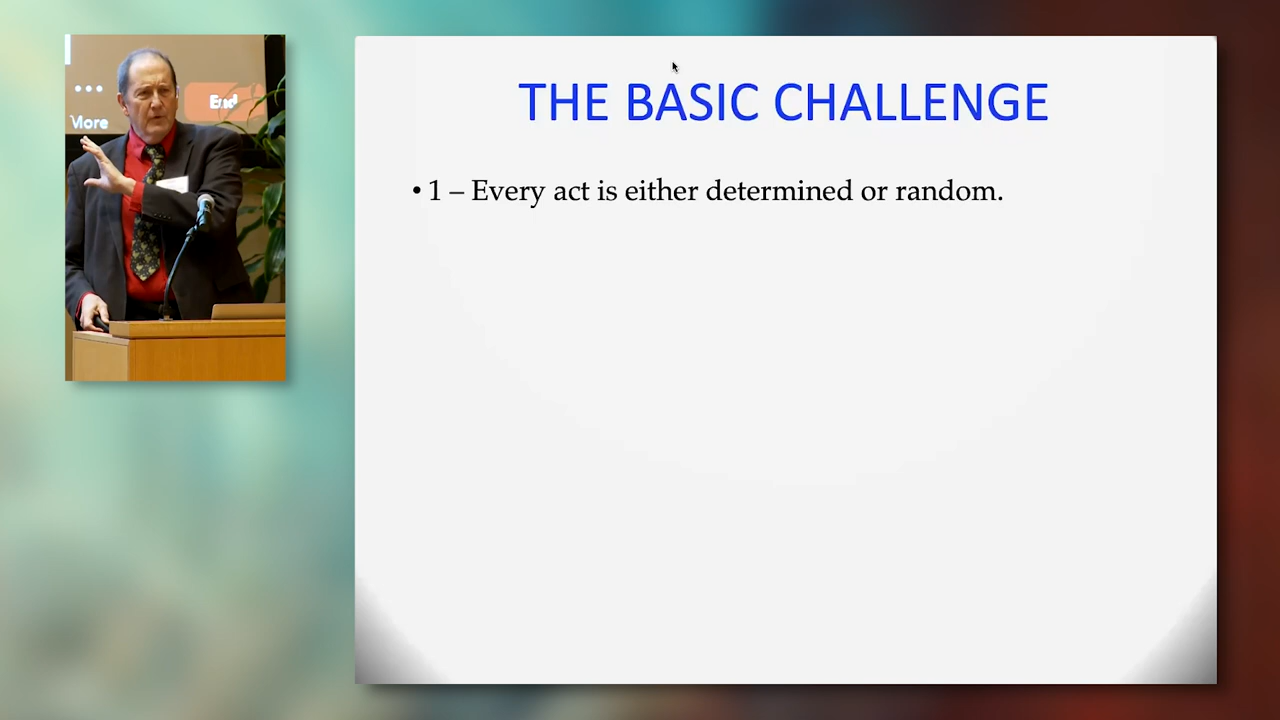 More
End
THE BASIC CHALLENGE
• 1 – Every act is either determined or random.